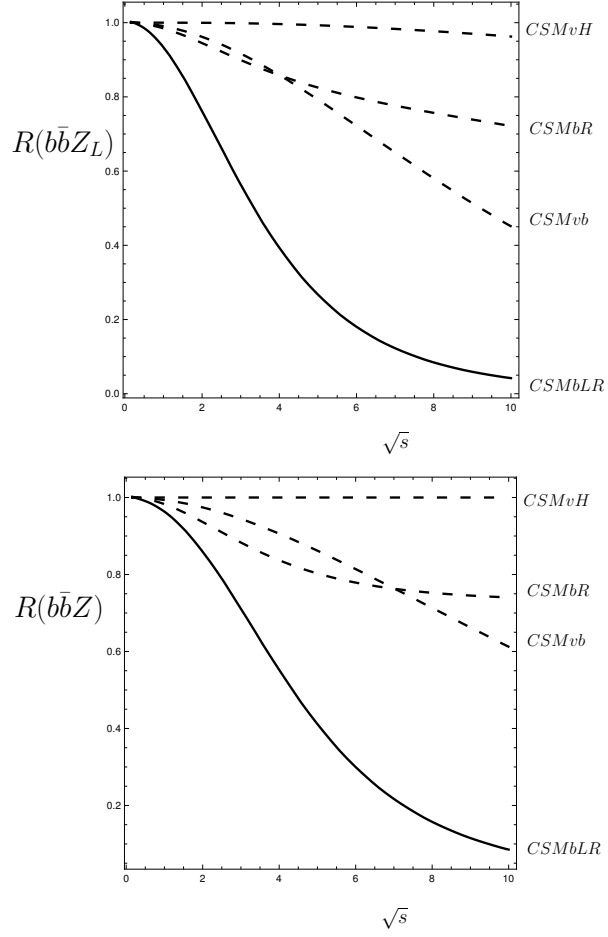 1.0
0.8
0.6
0.4
0.2
0.0
R(bb̄Z_L)
CSMvH
CSMbR
CSMvb
CSMbLR
0 2 4 6 8 10
√s
1.0
0.8
0.6
0.4
0.2
R(bb̄Z)
CSMvH
CSMbR
CSMvb
CSMbLR
0 2 4 6 8 10
√s